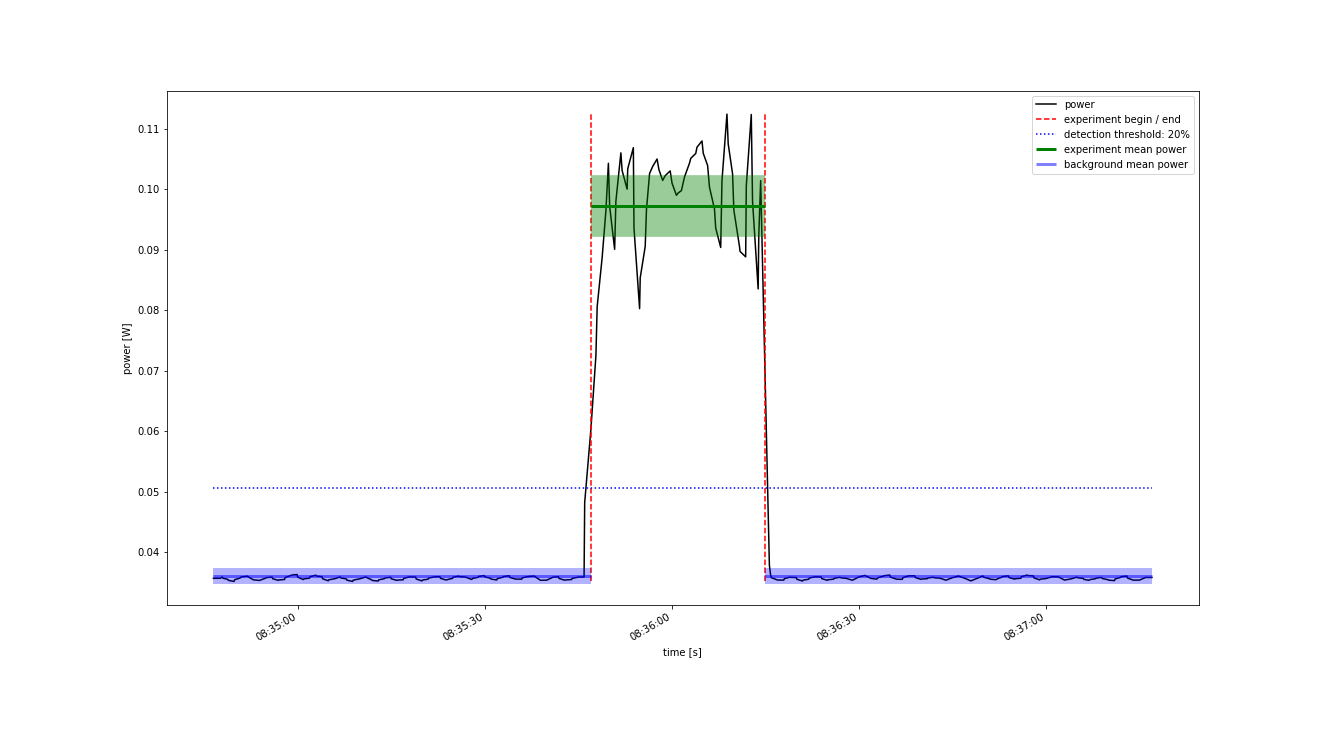 power
experiment begin / end
detection threshold: 20%
experiment mean power
background mean power
0.11
0.10
0.09
0.08
0.07
0.06
0.05
0.04
power [W]
08:35:00
08:35:30
08:36:00
08:36:30
08:37:00
time [s]